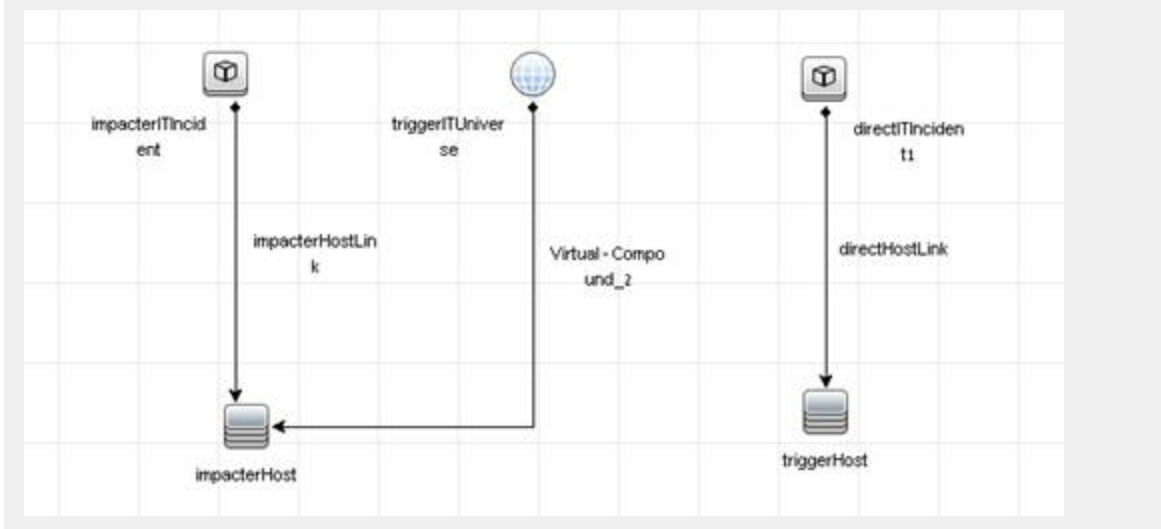 impacterITIncid
ent
triggerITUniver
se
directITInciden
t1
impacterHostLin
k
Virtual - Compo
und_2
directHostLink
impacterHost
triggerHost